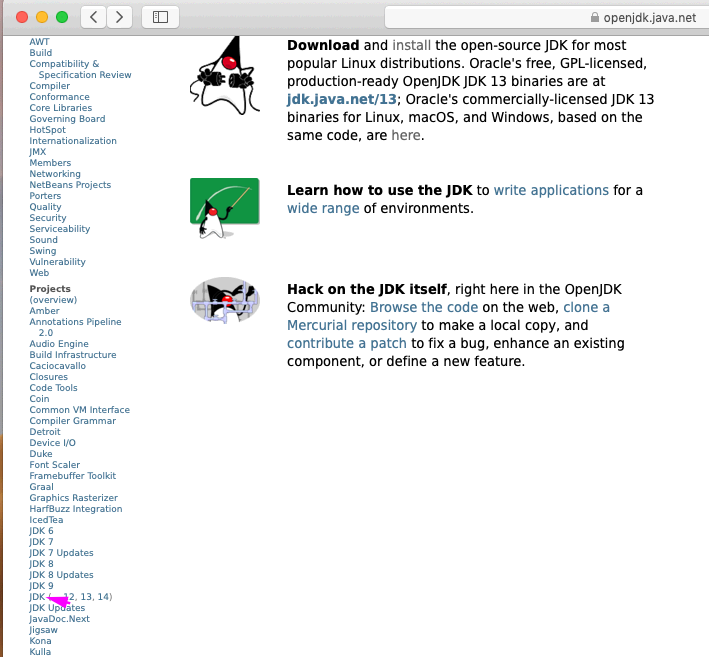 openjdk.java.net
AWT
Build
Compatibility &
Specification Review
Compiler
Conformance
Core Libraries
Governing Board
HotSpot
Internationalization
JMX
Members
Networking
NetBeans Projects
Porters
Quality
Security
Serviceability
Sound
Swing
Vulnerability
Web
Projects
(overview)
Amber
Annotations Pipeline
2.0
Audio Engine
Build Infrastructure
Caciocavallo
Closures
Code Tools
Coin
Common VM Interface
Compiler Grammar
Detroit
Device I/O
Duke
Font Scaler
Framebuffer Toolkit
Graal
Graphics Rasterizer
HarfBuzz Integration
IcedTea
JDK 6
JDK 7
JDK 7 Updates
JDK 8
JDK 8 Updates
JDK 9
JDK (… 12, 13, 14)
JDK Updates
JavaDoc.Next
Jigsaw
Kona
Kulla
Download and install the open-source JDK for most
popular Linux distributions. Oracle's free, GPL-licensed,
production-ready OpenJDK JDK 13 binaries are at
jdk.java.net/13; Oracle's commercially-licensed JDK 13
binaries for Linux, macOS, and Windows, based on the
same code, are here.
Learn how to use the JDK to write applications for a
wide range of environments.
Hack on the JDK itself, right here in the OpenJDK
Community: Browse the code on the web, clone a
Mercurial repository to make a local copy, and
contribute a patch to fix a bug, enhance an existing
component, or define a new feature.